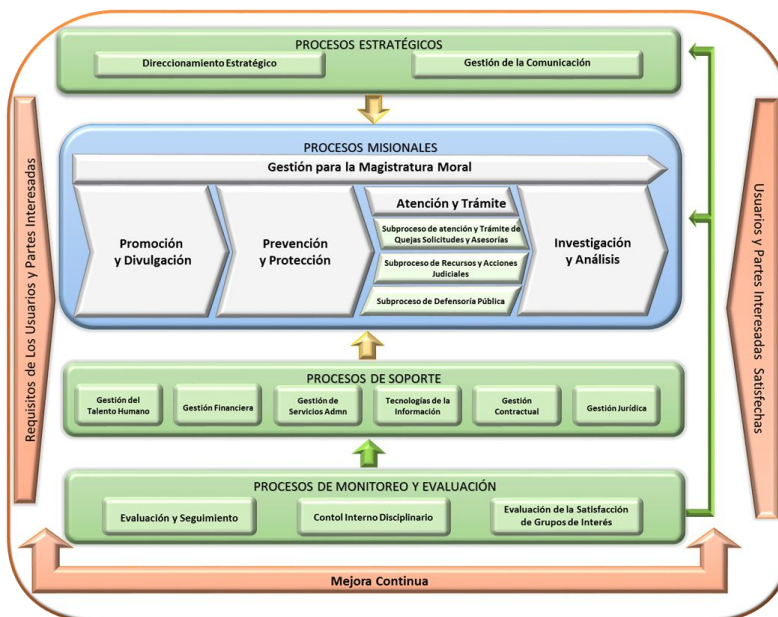 PROCESOS ESTRATÉGICOS
Direccionamiento Estratégico
Gestión de la Comunicación
Requisitos de Los Usuarios y Partes Interesadas
PROCESOS MISIONALES
Gestión para la Magistratura Moral
Promoción
y Divulgación
Prevención
y Protección
Atención y Trámite
Subproceso de atención y Trámite de
Quejas Solicitudes y Asesorías
Subproceso de Recursos y Acciones
Judiciales
Subproceso de Defensoría Pública
Investigación
y Análisis
Usuarios y Partes Interesadas Satisfechas
PROCESOS DE SOPORTE
Gestión del
Talento Humano
Gestión Financiera
Gestión de
Servicios Admn
Tecnologías de la
Información
Gestión
Contractual
Gestión Jurídica
PROCESOS DE MONITOREO Y EVALUACIÓN
Evaluación y Seguimiento
Contol Interno Disciplinario
Evaluación de la Satisfacción
de Grupos de Interés
Mejora Continua